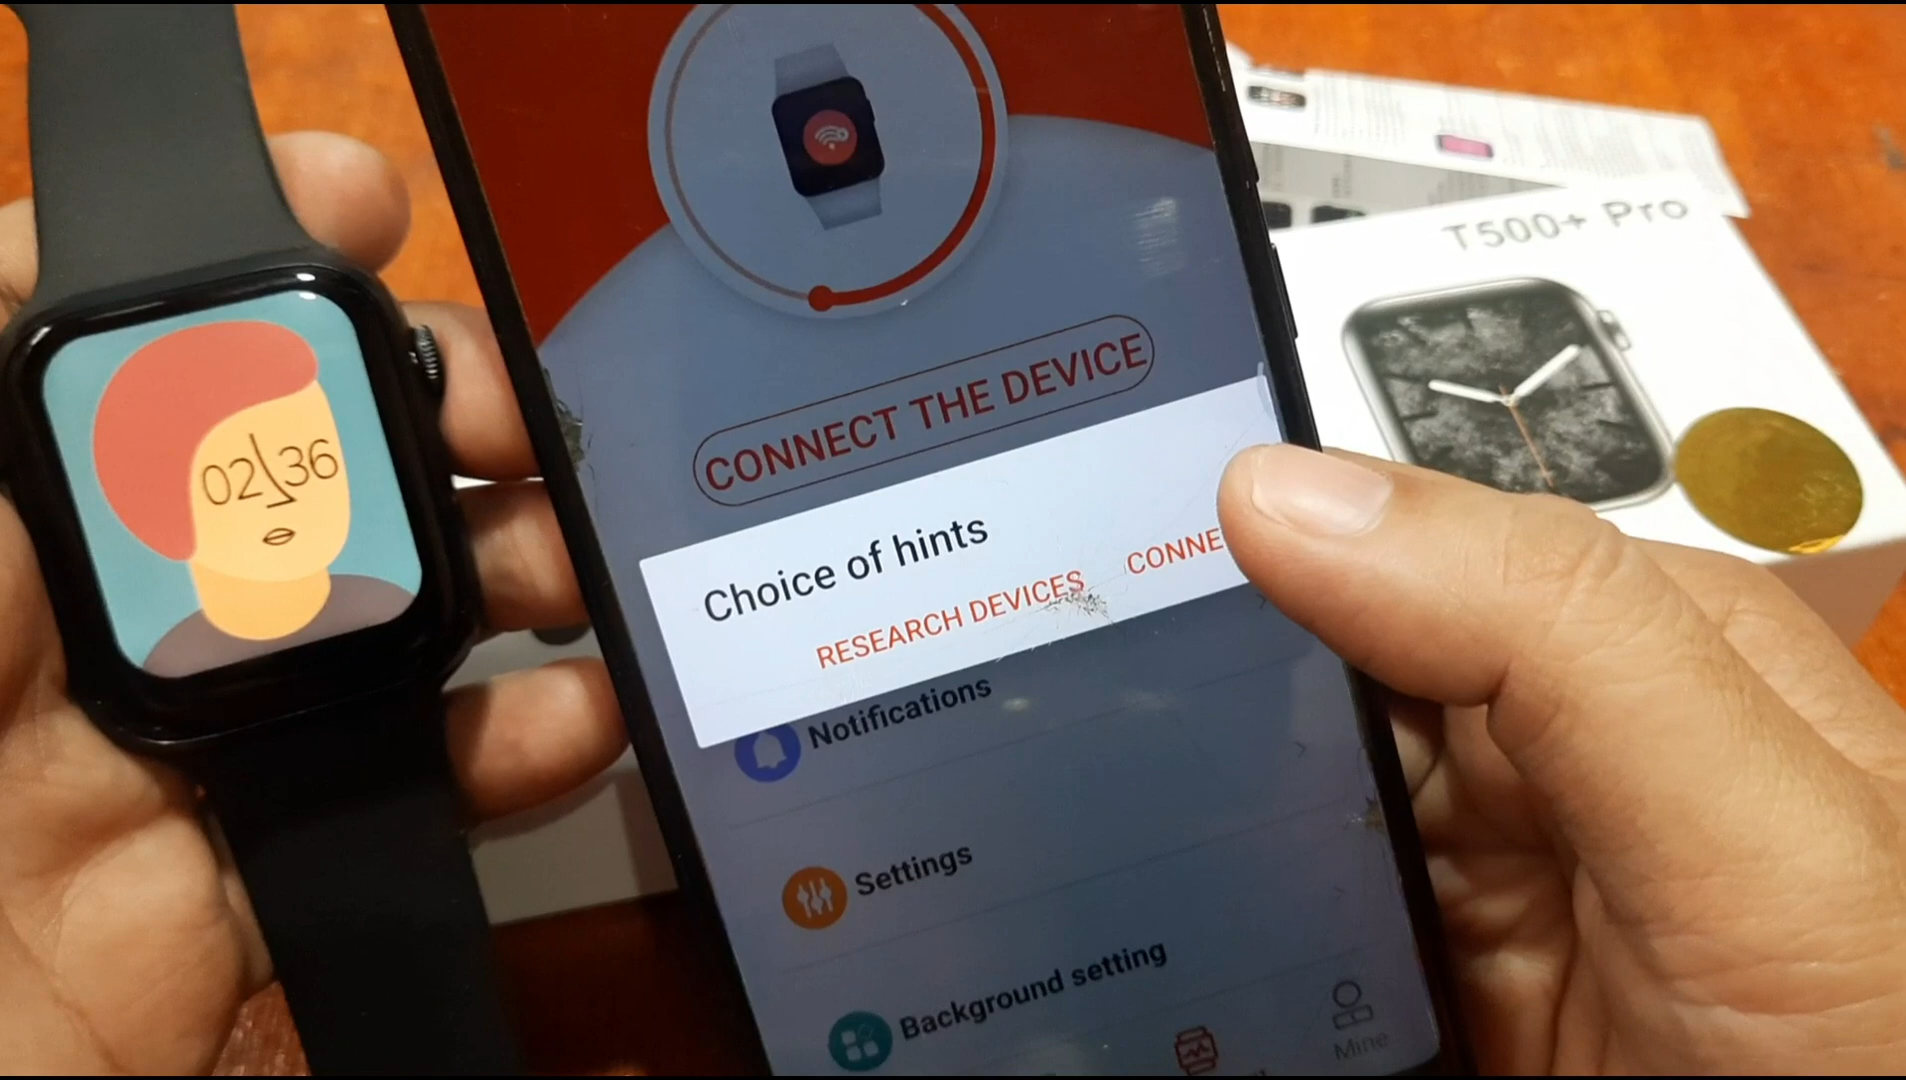 02 36
CONNECT THE DEVICE
Choice of hints
RESEARCH DEVICES CONNE
Notifications
Settings
Background setting
Mine
T500+ Pro